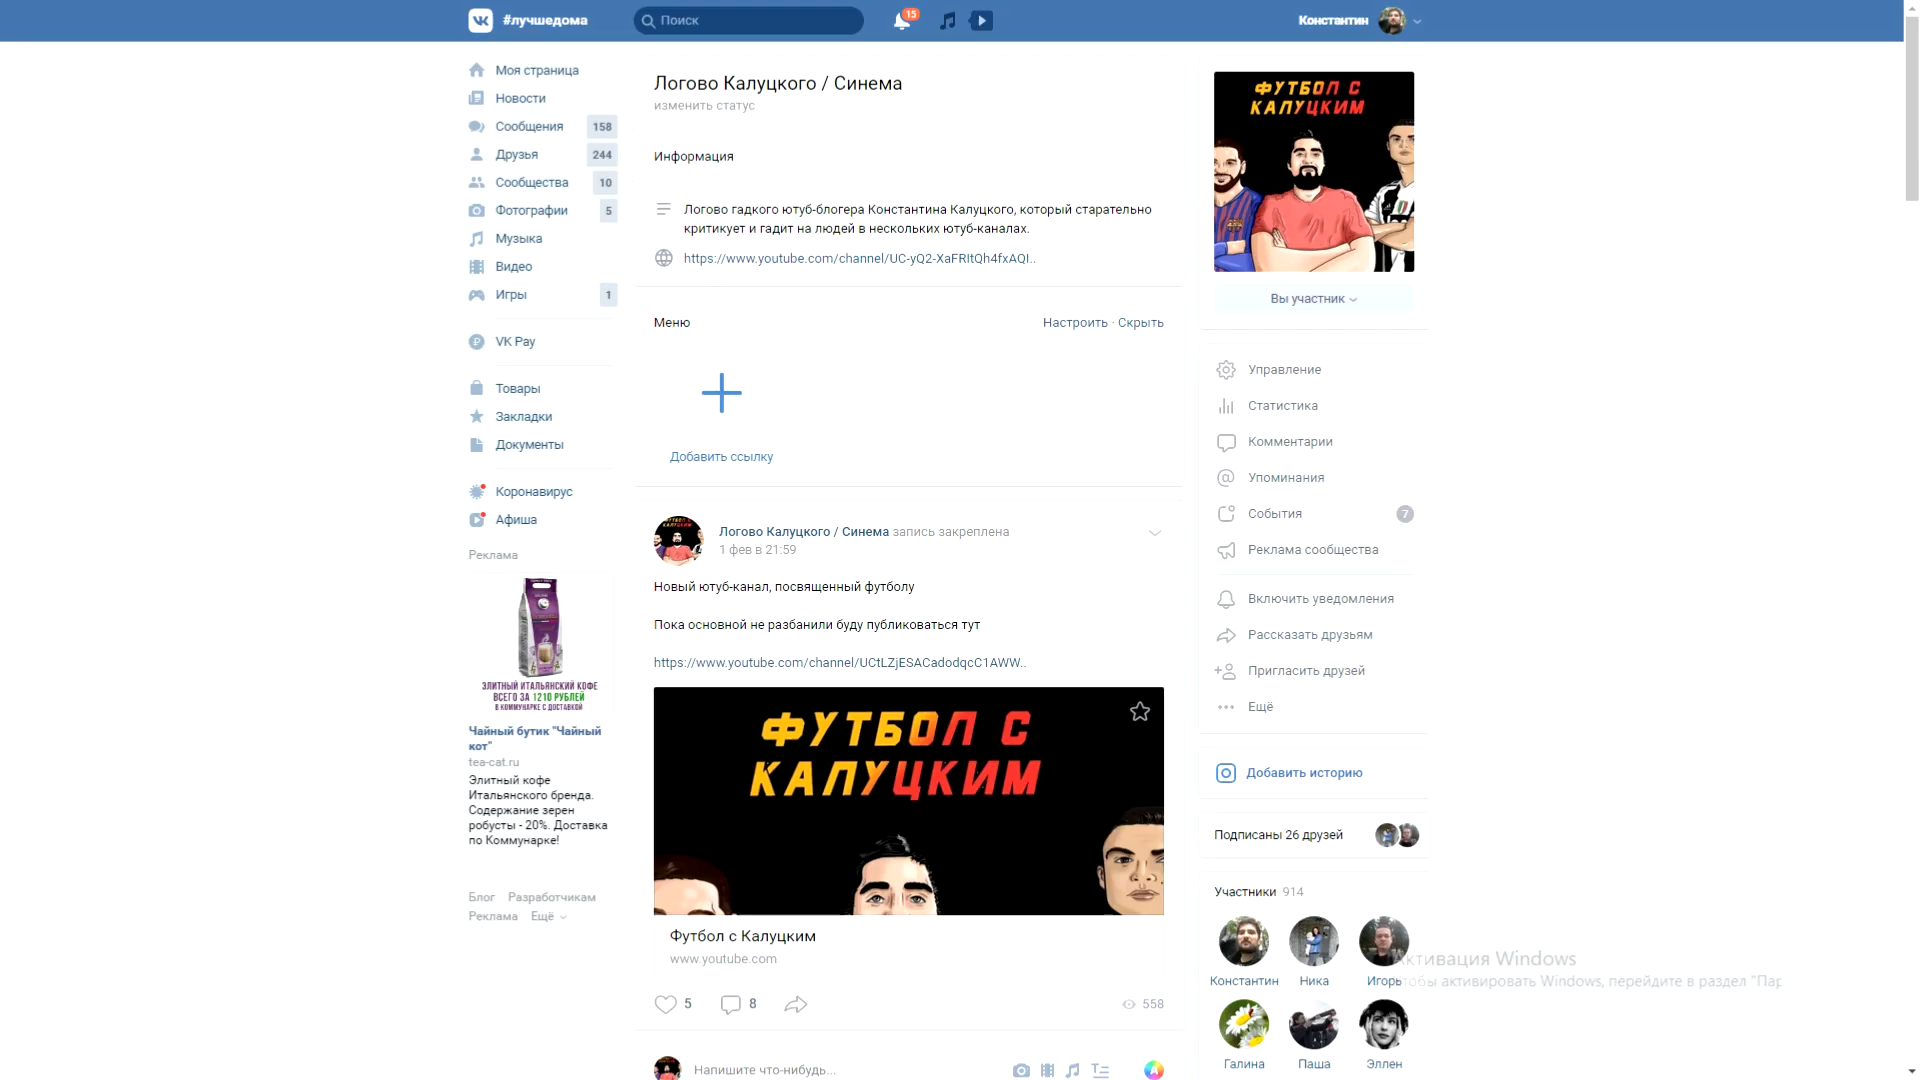 #лучшедома
Поиск
15
Константин
Моя страница
Новости
Сообщения 158
Друзья 244
Сообщества 10
Фотографии 5
Музыка
Видео
Игры 1
VK Pay
Товары
Закладки
Документы
Коронавирус
Афиша
Реклама
ЭЛИТНЫЙ ИТАЛЬЯНСКИЙ КОФЕ
ВСЕГО ЗА 1210 РУБЛЕЙ
В КОММУНАРКЕ С ДОСТАВКОЙ
Чайный бутик "Чайный
кот"
tea-cat.ru
Элитный кофе
Итальянского бренда.
Содержание зерен
робусты - 20%. Доставка
по Коммунарке!
Блог Разработчикам
Реклама Ещё
Логово Калуцкого / Синема
изменить статус
Информация
Логово гадкого ютуб-блогера Константина Калуцкого, который старательно
критикует и гадит на людей в нескольких ютуб-каналах.
https://www.youtube.com/channel/UC-yQ2-XaFRItQh4fxAQI..
Меню
Настроить · Скрыть
Добавить ссылку
Логово Калуцкого / Синема запись закреплена
1 фев в 21:59
Новый ютуб-канал, посвященный футболу
Пока основной не разбанили буду публиковаться тут
https://www.youtube.com/channel/UCtLZjESACadodqcC1AWW..
ФУТБОЛ С
КАЛУЦКИМ
Футбол с Калуцким
www.youtube.com
5 8 558
Напишите что-нибудь...
ФУТБОЛ С
КАЛУЦКИМ
Вы участник
Управление
Статистика
Комментарии
Упоминания
События 7
Реклама сообщества
Включить уведомления
Рассказать друзьям
Пригласить друзей
Ещё
Добавить историю
Подписаны 26 друзей
Участники 914
Константин Ника Игорь
Галина Паша Эллен
Активация Windows
Чтобы активировать Windows, перейдите в раздел "Пар